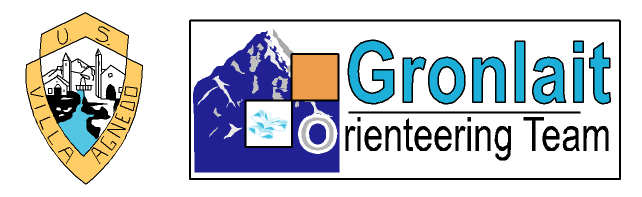 U S.
VILLA AGNEDO
Gronlait
Orienteering Team